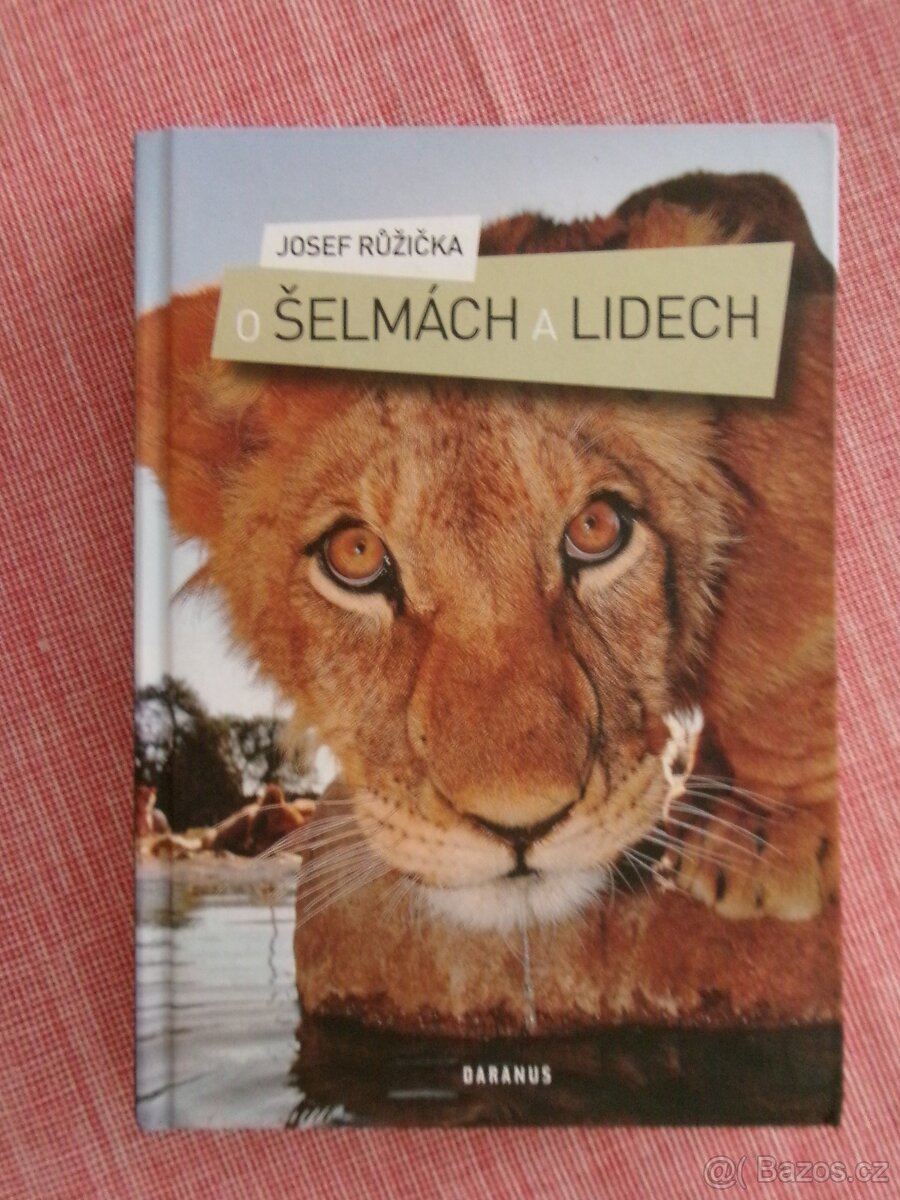 JOSEF RŮŽIČKA
O ŠELMÁCH A LIDECH
DARANUS
@( Bazos.cz